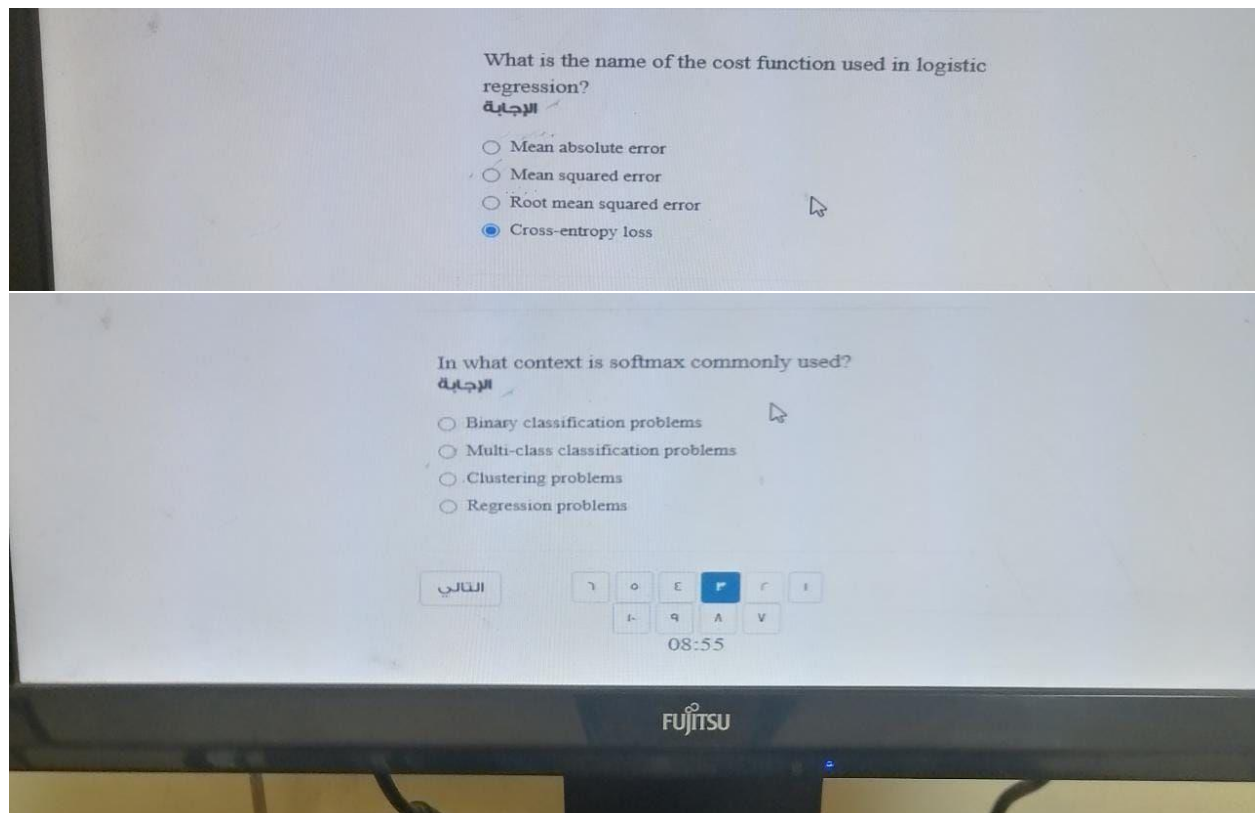 What is the name of the cost function used in logistic
regression?
الإجابة
Mean absolute error
Mean squared error
Root mean squared error
Cross-entropy loss
In what context is softmax commonly used?
الإجابة
Binary classification problems
Multi-class classification problems
Clustering problems
Regression problems
التالي ٦ ٥ ٤ ٣ ٢ ١
١٠ ٩ ٨ ٧
08:55
FUJITSU